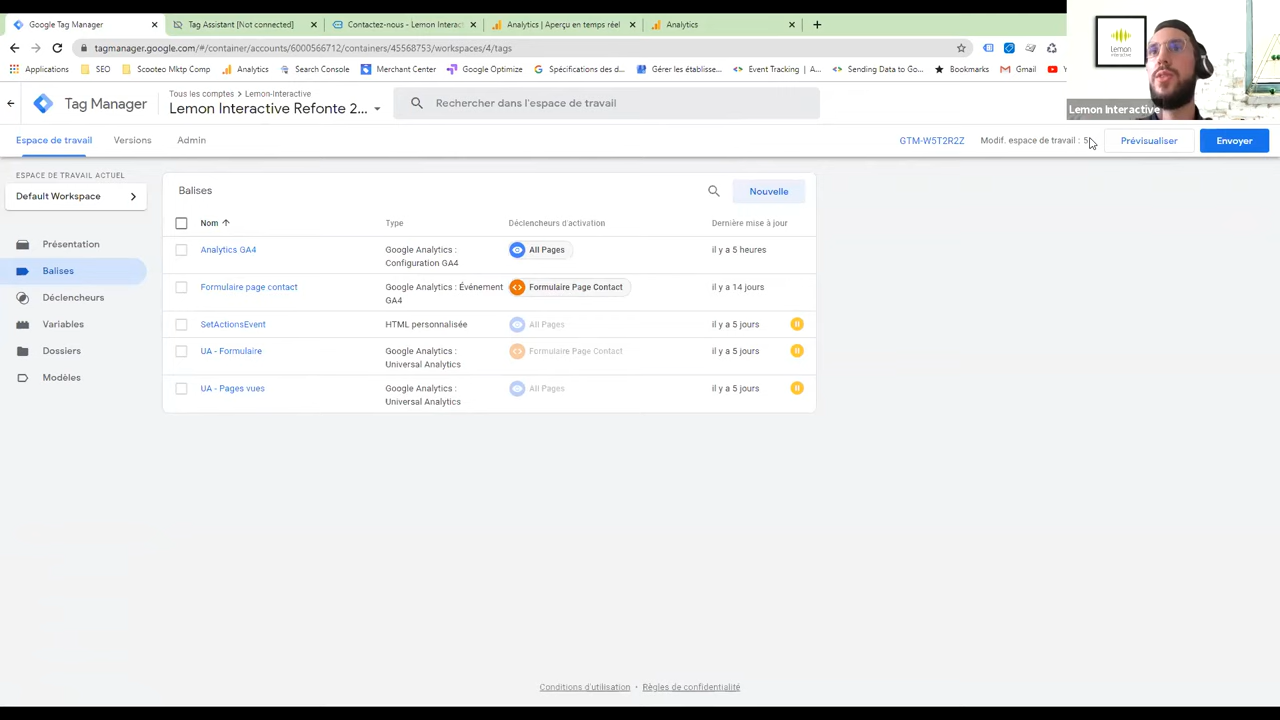 Google Tag Manager
Tag Assistant [Not connected]
Contactez-nous - Lemon Interac
Analytics | Aperçu en temps réel
Analytics
tagmanager.google.com/#/container/accounts/6000566712/containers/45568753/workspaces/4/tags
Applications
SEO
Scooteo Mktp Comp
Analytics
Search Console
Merchant Center
Google Optimize
Spécifications des d...
Gérer les établisse...
Event Tracking | A...
Sending Data to Go...
Bookmarks
Gmail
Y
Lemon
Lemon Interactive
Tag Manager
Tous les comptes > Lemon-Interactive
Lemon Interactive Refonte 2...
Rechercher dans l'espace de travail
Espace de travail
Versions
Admin
GTM-W5T2R2Z
Modif. espace de travail : 5
Prévisualiser
Envoyer
ESPACE DE TRAVAIL ACTUEL
Default Workspace
Présentation
Balises
Déclencheurs
Variables
Dossiers
Modèles
Balises
Nouvelle
Nom
Type
Déclencheurs d'activation
Dernière mise à jour
Analytics GA4
Google Analytics :
Configuration GA4
All Pages
il y a 5 heures
Formulaire page contact
Google Analytics : Événement
GA4
Formulaire Page Contact
il y a 14 jours
SetActionsEvent
HTML personnalisée
All Pages
il y a 5 jours
UA - Formulaire
Google Analytics :
Universal Analytics
Formulaire Page Contact
il y a 5 jours
UA - Pages vues
Google Analytics :
Universal Analytics
All Pages
il y a 5 jours
Conditions d'utilisation • Règles de confidentialité